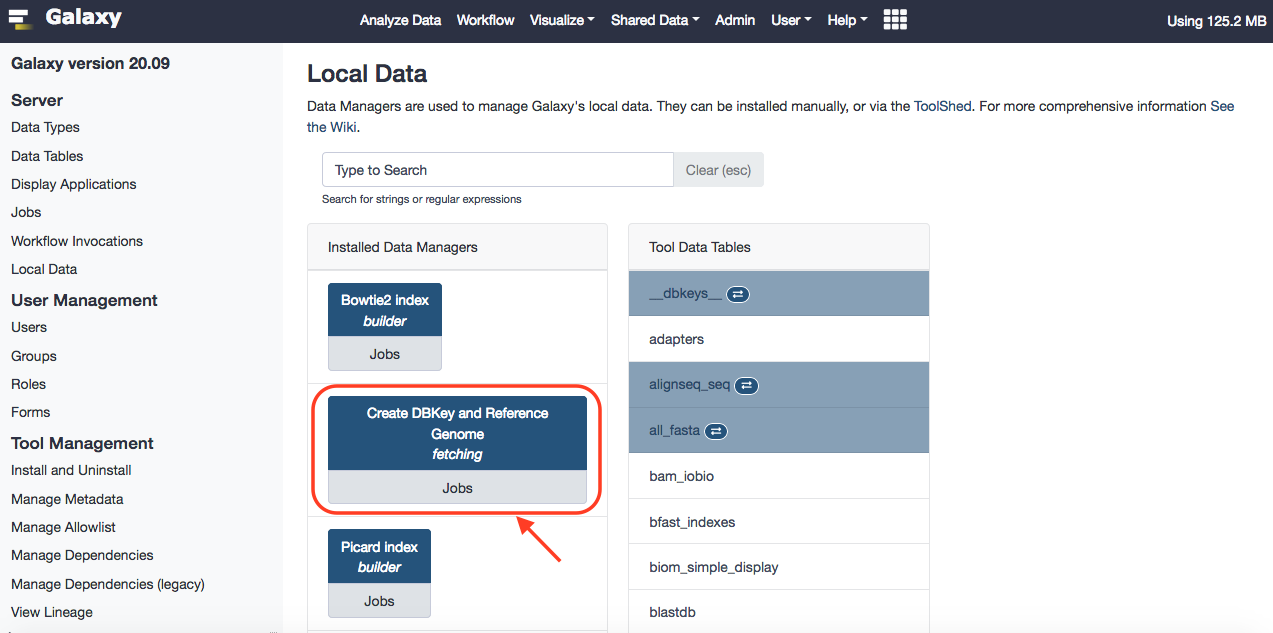 Galaxy
Analyze Data Workflow Visualize Shared Data Admin User Help
Using 125.2 MB
Galaxy version 20.09
Server
Data Types
Data Tables
Display Applications
Jobs
Workflow Invocations
Local Data
User Management
Users
Groups
Roles
Forms
Tool Management
Install and Uninstall
Manage Metadata
Manage Allowlist
Manage Dependencies
Manage Dependencies (legacy)
View Lineage
Local Data
Data Managers are used to manage Galaxy's local data. They can be installed manually, or via the ToolShed. For more comprehensive information See
the Wiki.
Type to Search
Clear (esc)
Search for strings or regular expressions
Installed Data Managers
Bowtie2 index
builder
Jobs
Create DBKey and Reference
Genome
fetching
Jobs
Picard index
builder
Jobs
Tool Data Tables
__dbkeys__
adapters
alignseq_seq
all_fasta
bam_iobio
bfast_indexes
biom_simple_display
blastdb